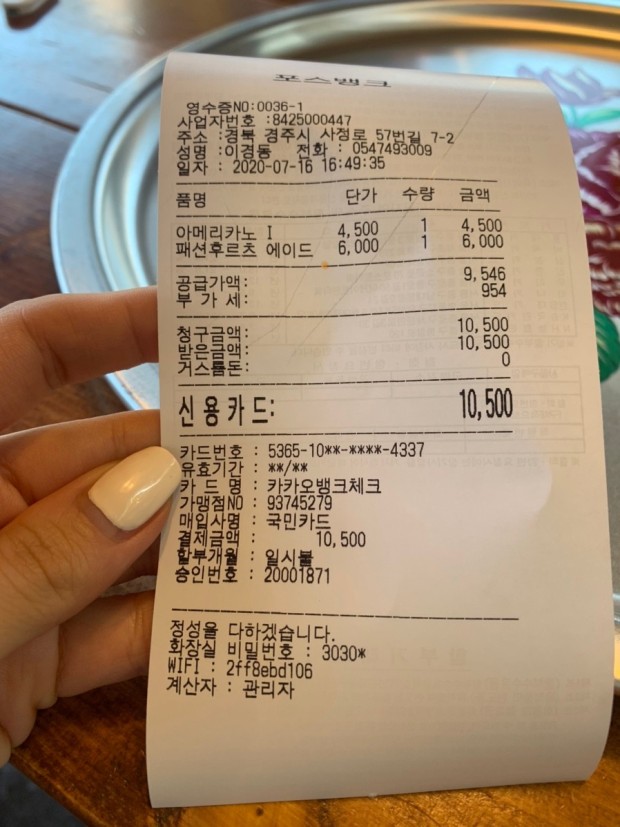 포스뱅크
영수증NO:0036-1
사업자번호 :8425000447
주소 :경북 경주시 사정로 57번길 7-2
성명 :이경동 전화 : 0547493009
일자 : 2020-07-16 16:49:35
품명 단가 수량 금액
아메리카노 I 4,500 1 4,500
패션후르츠 에이드 6,000 1 6,000
공급가액: 9,546
부 가 세: 954
청구금액: 10,500
받은금액: 10,500
거스름돈: 0
신용카드: 10,500
카드번호 : 5365-10**-****-4337
유효기간 : **/**
카 드 명 : 카카오뱅크체크
가맹점NO : 93745279
매입사명 : 국민카드
결제금액 : 10,500
할부개월 : 일시불
승인번호 : 20001871
정성을 다하겠습니다.
화장실 비밀번호 : 3030*
WIFI : 2ff8ebd106
계산자 : 관리자